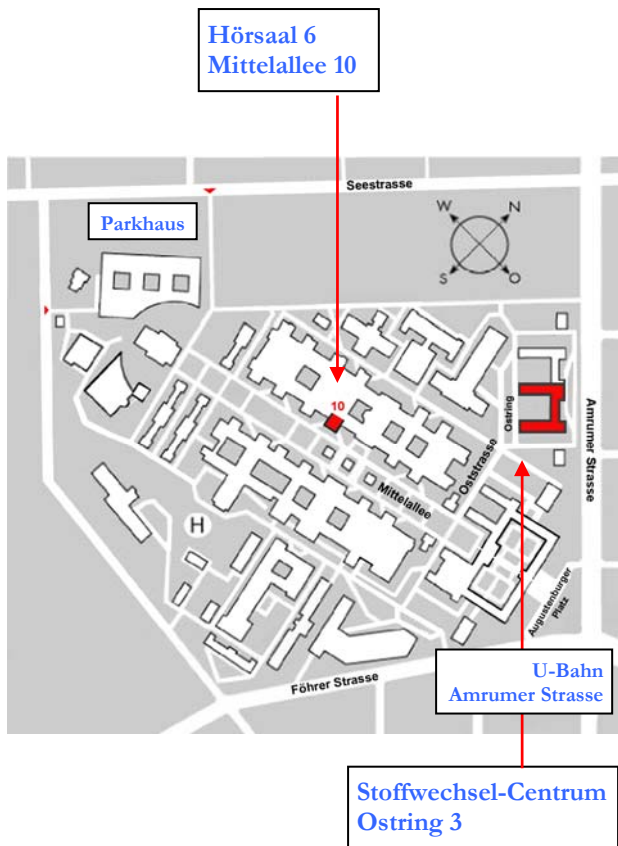 Hörsaal 6
Mittelallee 10
Seestrasse
Parkhaus
W
N
S
O
10
Ostring
Amrumer Strasse
Oststrasse
Mittelallee
H
Augustenburger
Platz
Föhrer Strasse
U-Bahn
Amrumer Strasse
Stoffwechsel-Centrum
Ostring 3